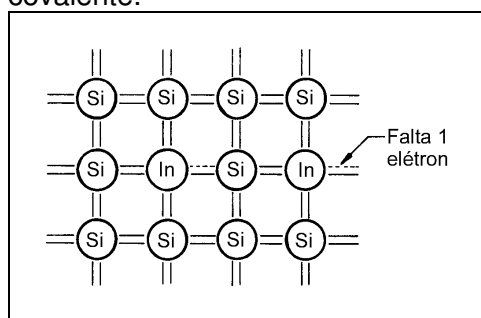 covalente.
Si Si Si Si
Falta 1
elétron
Si In Si In
Si Si Si Si